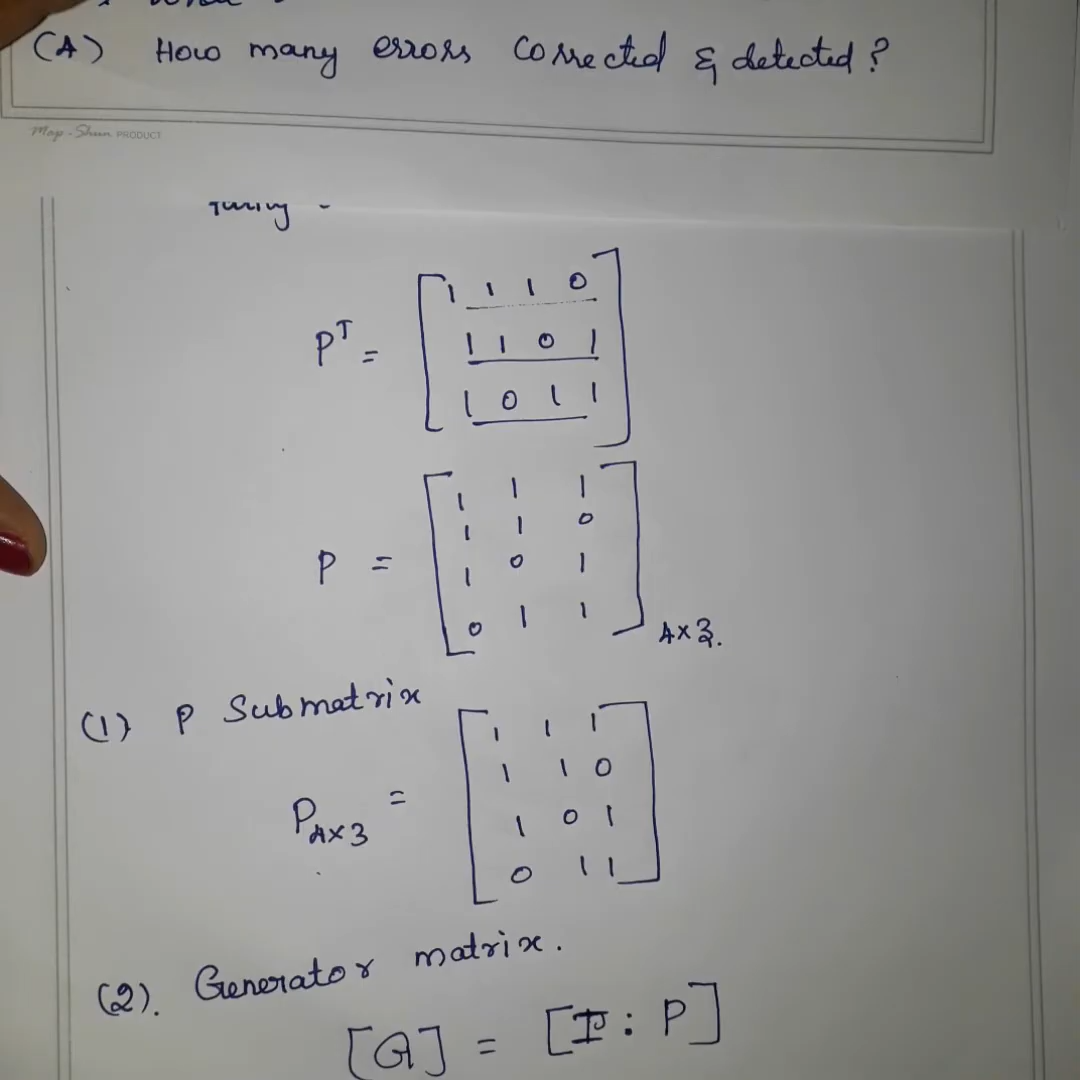 (4) How many errors corrected & detected?
Map-Shun PRODUCT
P^T = [ 1 1 1 0
1 1 0 1
1 0 1 1 ]
P = [ 1 1 1
1 1 0
1 0 1
0 1 1 ] 4×3.
(1) P Submatrix
P4×3 = [ 1 1 1
1 1 0
1 0 1
0 1 1 ]
(2). Generator matrix.
[G] = [I : P]